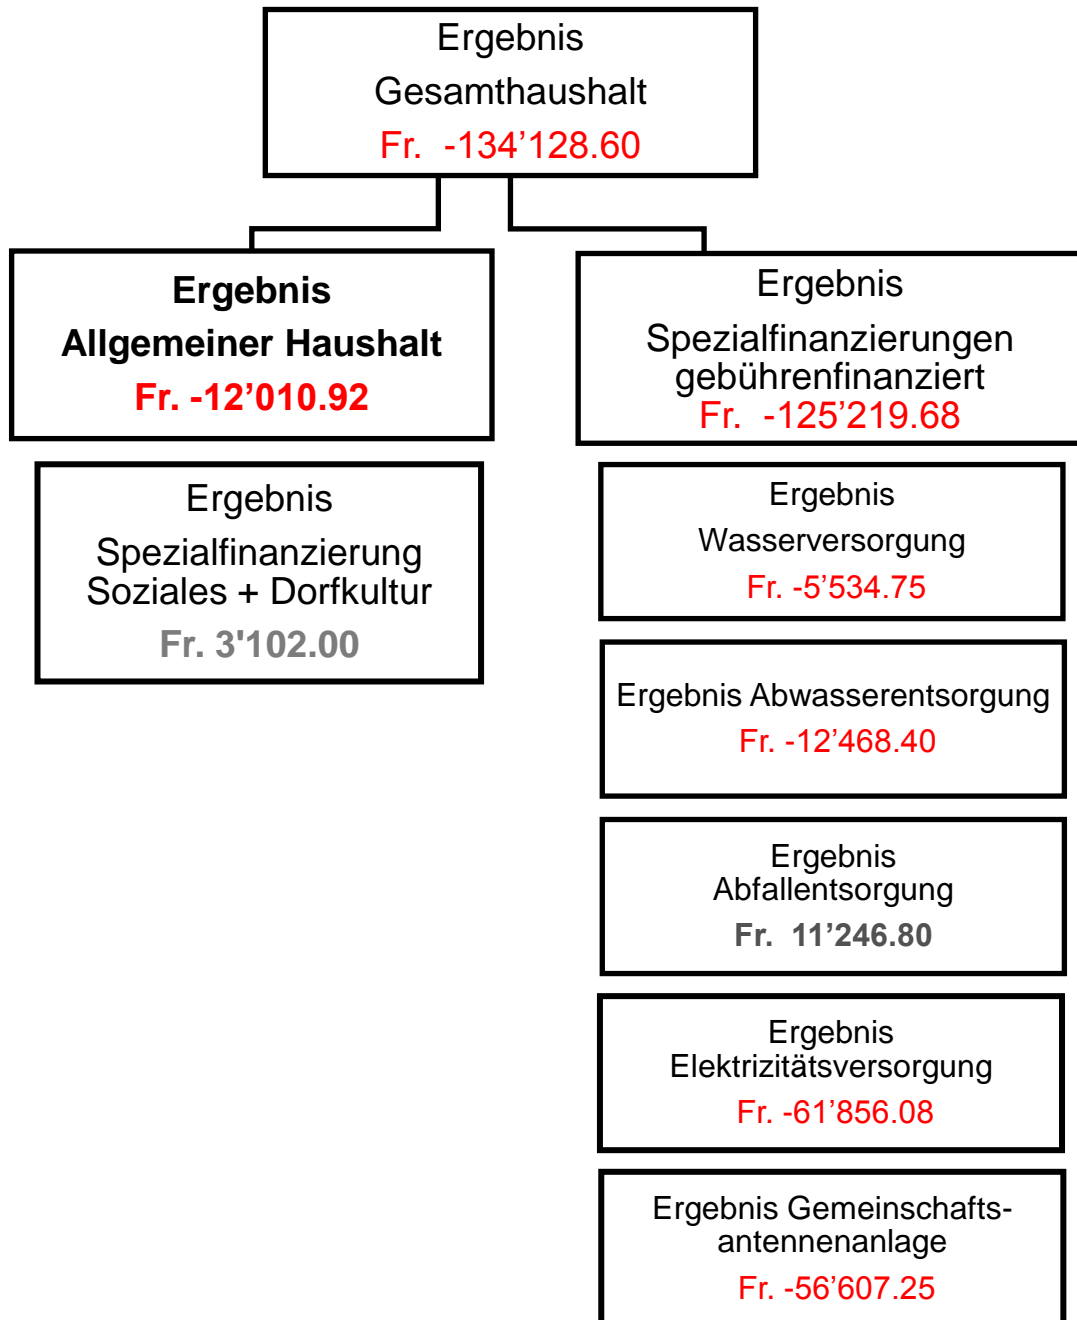 Ergebnis
Gesamthaushalt
Fr.  -134’128.60
Ergebnis
Allgemeiner Haushalt
Fr. -12’010.92
Ergebnis
Spezialfinanzierung
Soziales + Dorfkultur
Fr. 3'102.00
Ergebnis
Spezialfinanzierungen
gebührenfinanziert
Fr.  -125’219.68
Ergebnis
Wasserversorgung
Fr. -5’534.75
Ergebnis Abwasserentsorgung
Fr. -12’468.40
Ergebnis
Abfallentsorgung
Fr.  11’246.80
Ergebnis
Elektrizitätsversorgung
Fr. -61’856.08
Ergebnis Gemeinschafts-
antennenanlage
Fr. -56’607.25